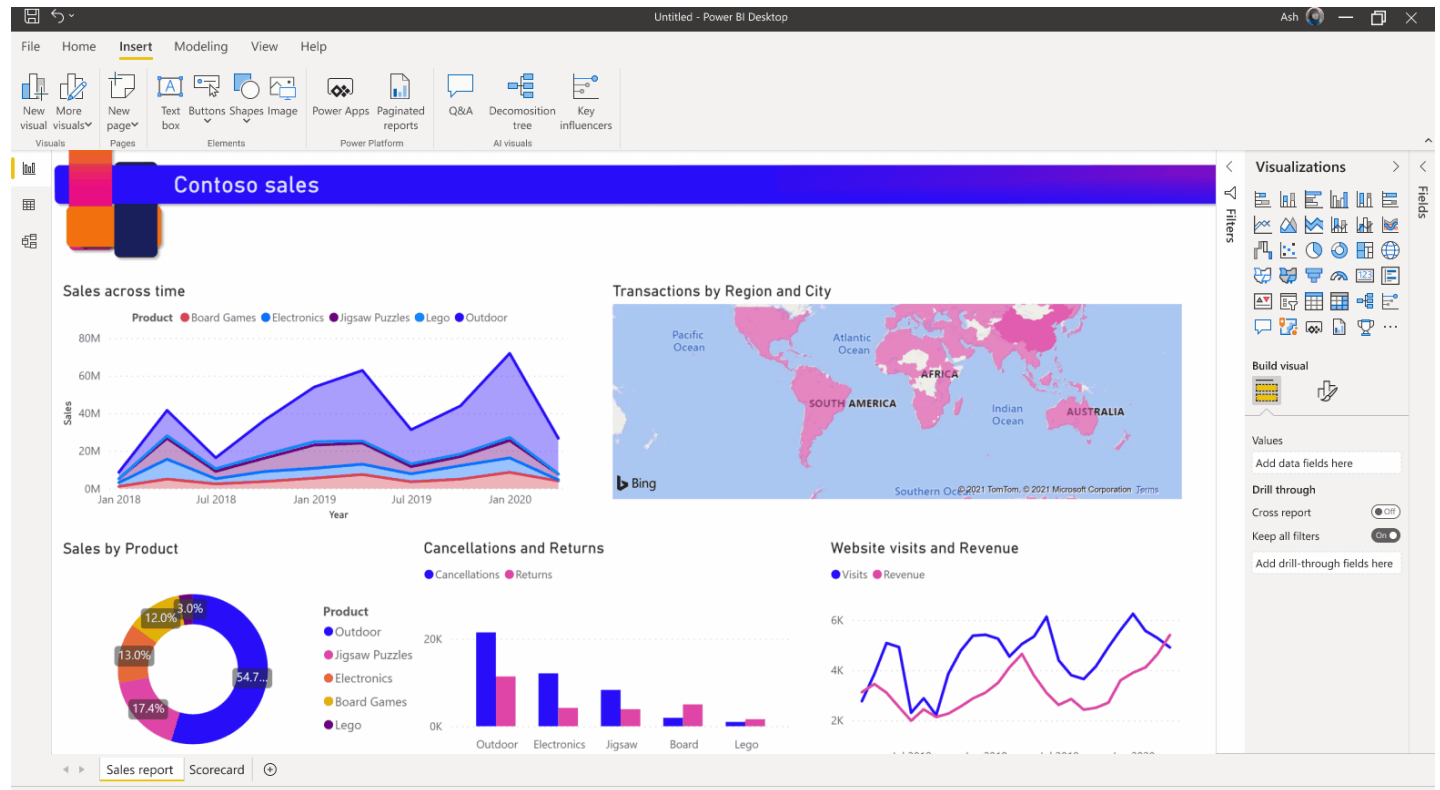 Untitled - Power BI Desktop
Ash
File Home Insert Modeling View Help
New visual
More visuals
New page
Text box
Buttons
Shapes
Image
Power Apps
Paginated reports
Q&A
Decomosition tree
Key influencers
Visuals
Pages
Elements
Power Platform
AI visuals
Contoso sales
Filters
Visualizations
Fields
123
Build visual
Values
Add data fields here
Drill through
Cross report
Off
Keep all filters
On
Add drill-through fields here
Sales across time
Product Board Games Electronics Jigsaw Puzzles Lego Outdoor
80M
60M
40M
20M
0M
Sales
Jan 2018 Jul 2018 Jan 2019 Jul 2019 Jan 2020
Year
Transactions by Region and City
Pacific Ocean
Atlantic Ocean
AFRICA
SOUTH AMERICA
Indian Ocean
AUSTRALIA
Bing
© 2021 TomTom, © 2021 Microsoft Corporation Terms
Sales by Product
3.0%
12.0%
13.0%
54.7...
17.4%
Product
Outdoor
Jigsaw Puzzles
Electronics
Board Games
Lego
Cancellations and Returns
Cancellations Returns
20K
0K
Outdoor Electronics Jigsaw Board Lego
Website visits and Revenue
Visits Revenue
6K
4K
2K
Sales report Scorecard